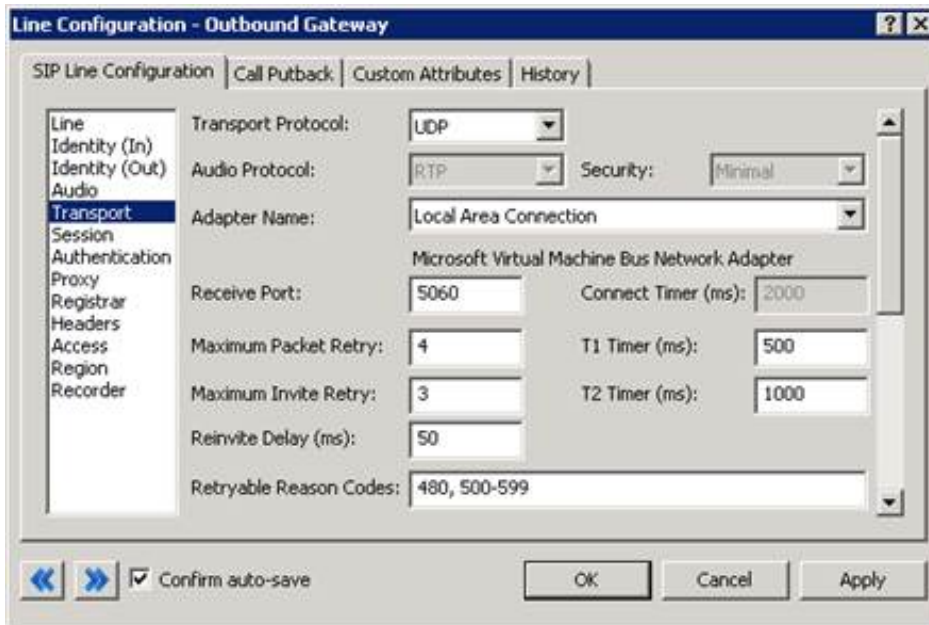 Line Configuration - Outbound Gateway
SIP Line Configuration
Call Putback
Custom Attributes
History
Line
Identity (In)
Identity (Out)
Audio
Transport
Session
Authentication
Proxy
Registrar
Headers
Access
Region
Recorder
Transport Protocol: UDP
Audio Protocol: RTP Security: Minimal
Adapter Name: Local Area Connection
Microsoft Virtual Machine Bus Network Adapter
Receive Port: 5060 Connect Timer (ms): 2000
Maximum Packet Retry: 4 T1 Timer (ms): 500
Maximum Invite Retry: 3 T2 Timer (ms): 1000
Reinvite Delay (ms): 50
Retryable Reason Codes: 480, 500-599
Confirm auto-save
OK
Cancel
Apply